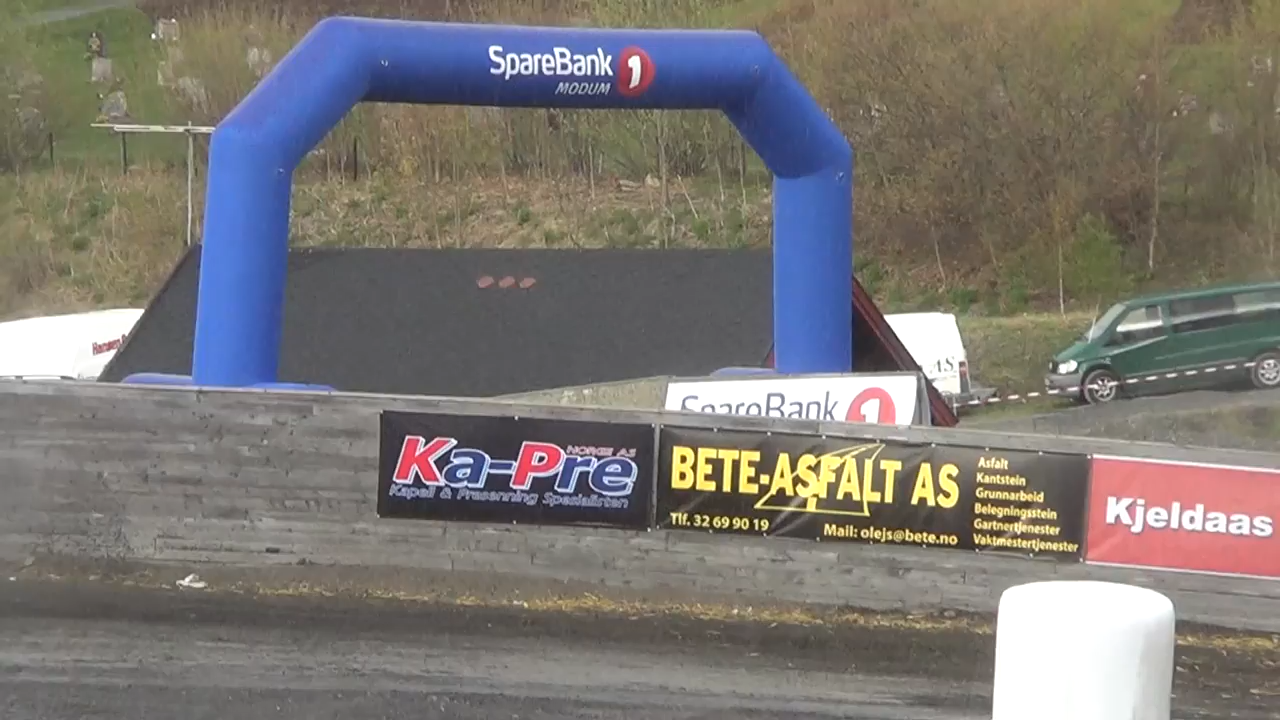 SpareBank 1
MODUM
AS
SpareBank 1
Ka-Pre
NORGE AS
Kapell & Presenning Spesialisten
BETE-ASFALT AS
Tlf. 32 69 90 19
Mail: olejs@bete.no
Asfalt
Kantstein
Grunnarbeid
Belegningsstein
Gartnertjenester
Vaktmestertjenester
Kjeldaas